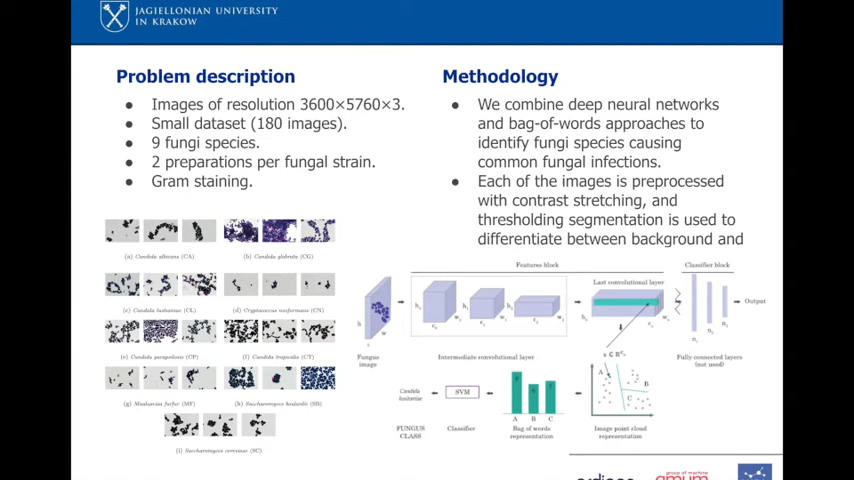 JAGIELLONIAN UNIVERSITY
IN KRAKOW
Problem description
● Images of resolution 3600×5760×3.
● Small dataset (180 images).
● 9 fungi species.
● 2 preparations per fungal strain.
● Gram staining.
(a) Candida albicans (CA)
(b) Candida glabrata (CG)
(c) Candida lusitaniae (CL)
(d) Cryptococcus neoformans (CN)
(e) Candida parapsilosis (CP)
(f) Candida tropicalis (CT)
(g) Malassezia furfur (MF)
(h) Saccharomyces boulardii (SB)
(i) Saccharomyces cerevisiae (SC)
Methodology
● We combine deep neural networks
and bag-of-words approaches to
identify fungi species causing
common fungal infections.
● Each of the images is preprocessed
with contrast stretching, and
thresholding segmentation is used to
differentiate between background and
Features block
Classifier block
Last convolutional layer
Output
Fungus
image
Intermediate convolutional layer
Fully connected layers
(not used)
Candida
lusitaniae
SVM
A B C
A
B
C
FUNGUS
CLASS
Classifier
Bag of words
representation
Image point cloud
representation
group of machine